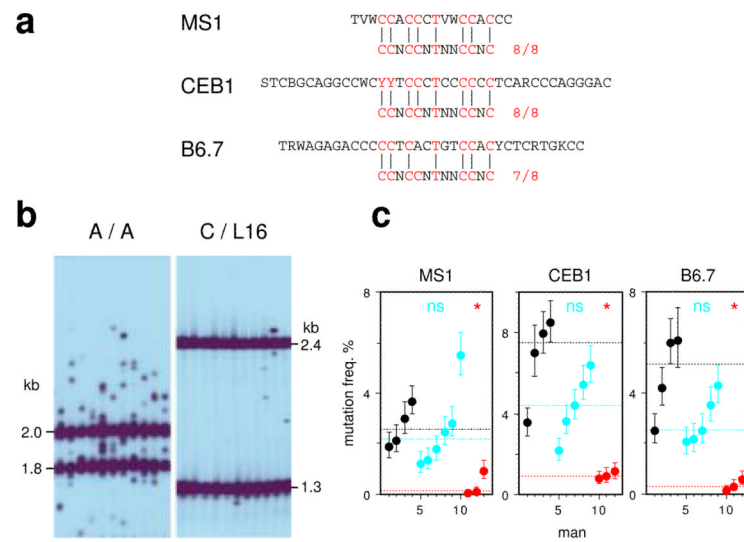 a
MS1
TVWCCACCCTVWCCACCC
CCNCCNTNNCCNC 8/8
CEB1
STCBGCAGGCCWCYYTCCCTCCCCCCTCARCCCAGGGAC
CCNCCNTNNCCNC 8/8
B6.7
TRWAGAGACCCCCTCACTGTCCACYCTCRTGKCC
CCNCCNTNNCCNC 7/8
b
A / A
C / L16
kb
2.0
1.8
kb
2.4
1.3
c
MS1
CEB1
B6.7
mutation freq. %
8
4
0
ns *
5
10
8
4
0
ns *
5
10
8
4
0
ns *
5
10
man